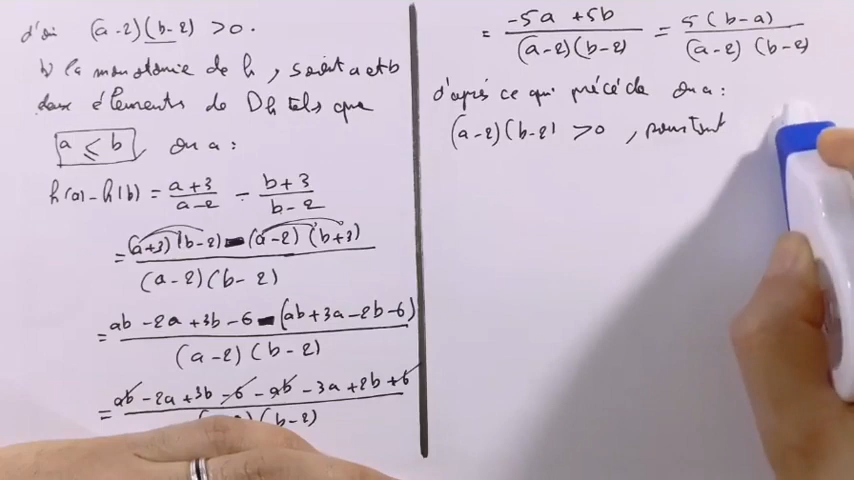 d'où (a-2)(b-2) >0.
b) la monotonie de h, soient a et b
deux éléments de Dh tels que
a ≤ b, on a:
h(a)-h(b) = (a+3)/(a-2) - (b+3)/(b-2)
= ((a+3)(b-2) - (a-2)(b+3))/((a-2)(b-2))
= (ab -2a +3b -6 - (ab+3a-2b-6))/((a-2)(b-2))
= (ab -2a +3b -6 -ab -3a +2b +6)/((a-2)(b-2))
= (-5a +5b)/((a-2)(b-2)) = 5(b-a)/((a-2)(b-2))
d'après ce qui précéde on a:
(a-2)(b-2) >0,